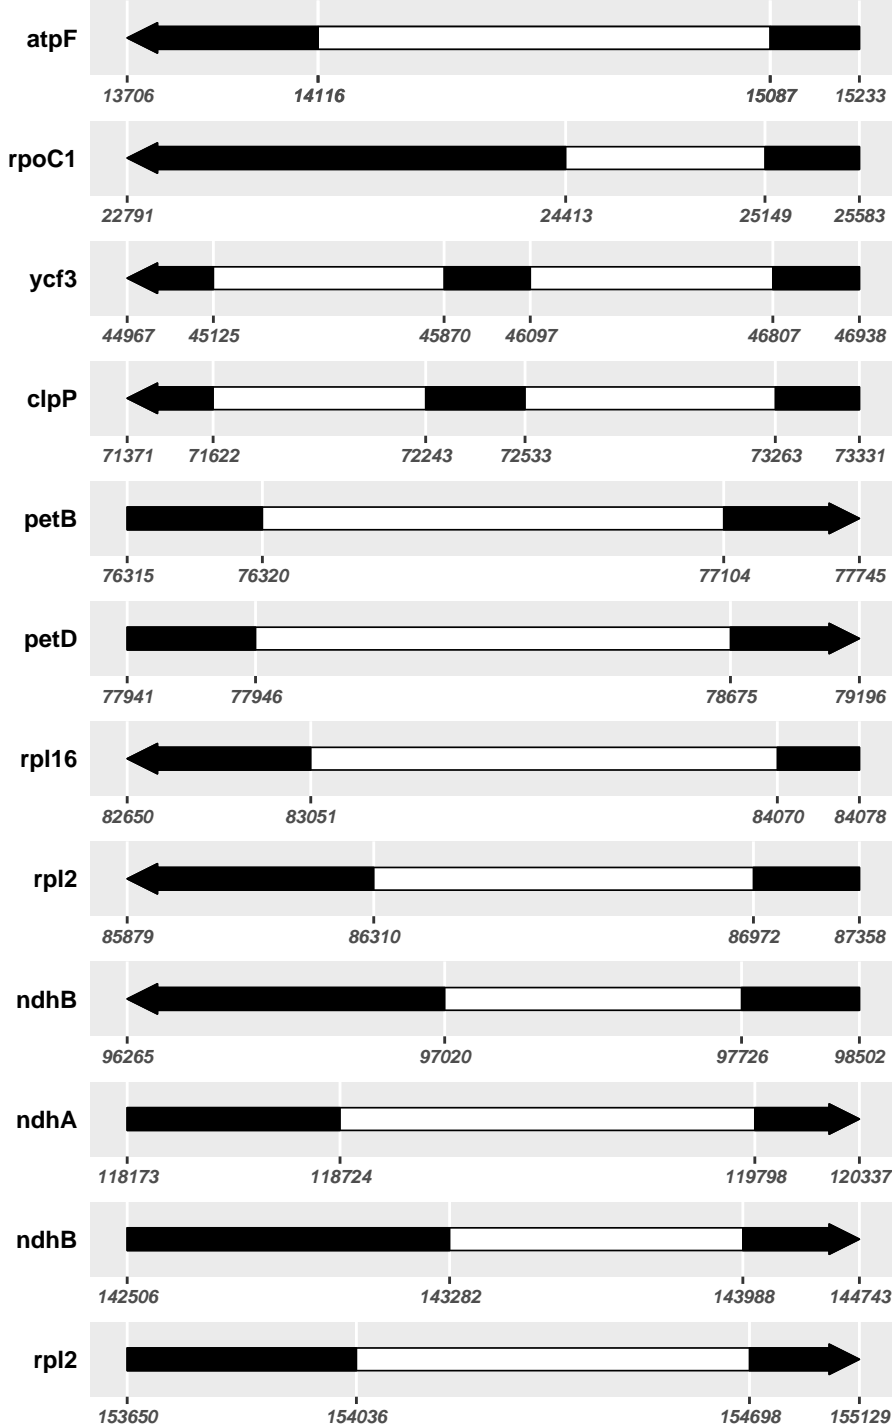 atpF
13706 14116 15087 15233
rpoC1
22791 24413 25149 25583
ycf3
44967 45125 45870 46097 46807 46938
clpP
71371 71622 72243 72533 73263 73331
petB
76315 76320 77104 77745
petD
77941 77946 78675 79196
rpl16
82650 83051 84070 84078
rpl2
85879 86310 86972 87358
ndhB
96265 97020 97726 98502
ndhA
118173 118724 119798 120337
ndhB
142506 143282 143988 144743
rpl2
153650 154036 154698 155129